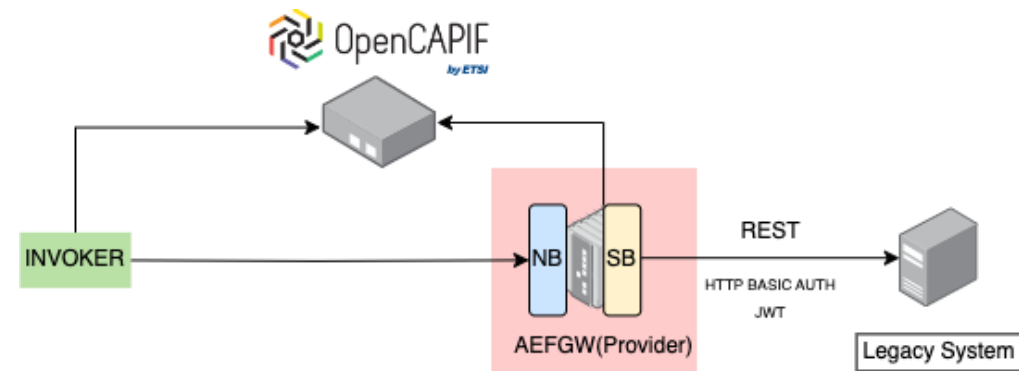 OpenCAPIF
by ETSI
INVOKER
NB
SB
REST
HTTP BASIC AUTH
JWT
AEFGW(Provider)
Legacy System